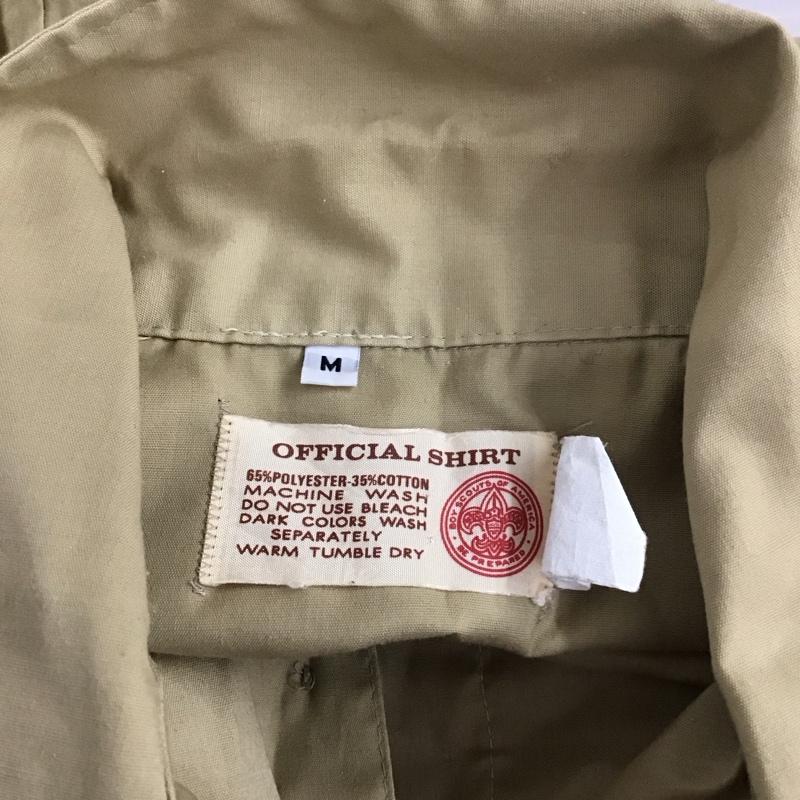 M
OFFICIAL SHIRT
65%POLYESTER-35%COTTON
MACHINE WASH
DO NOT USE BLEACH
DARK COLORS WASH
SEPARATELY
WARM TUMBLE DRY
BOY SCOUTS OF AMERICA
BE PREPARED